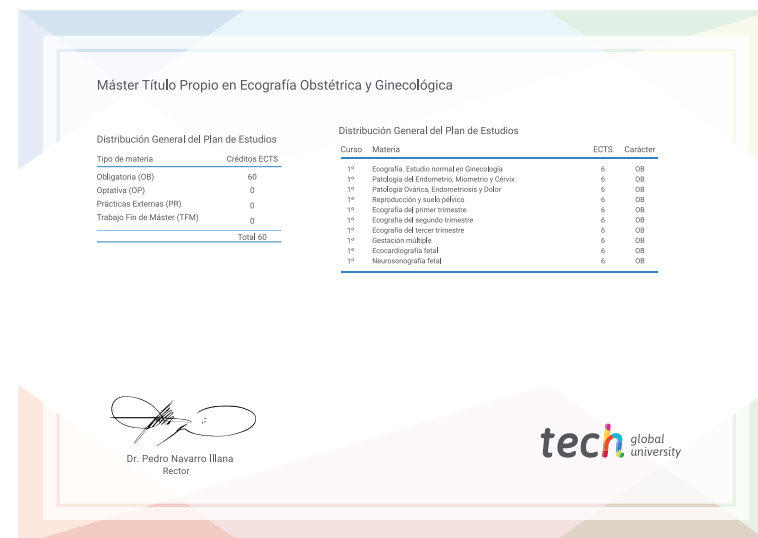 Máster Título Propio en Ecografía Obstétrica y Ginecológica
Distribución General del Plan de Estudios
Tipo de materia Créditos ECTS
Obligatoria (OB) 60
Optativa (OP) 0
Prácticas Externas (PR) 0
Trabajo Fin de Máster (TFM) 0
Total 60
Distribución General del Plan de Estudios
Curso Materia ECTS Carácter
1º Ecografía. Estudio normal en Ginecología 6 OB
1º Patología del Endometrio, Miometrio y Cérvix 6 OB
1º Patología Ovárica, Endometriosis y Dolor 6 OB
1º Reproducción y suelo pélvico 6 OB
1º Ecografía del primer trimestre 6 OB
1º Ecografía del segundo trimestre 6 OB
1º Ecografía del tercer trimestre 6 OB
1º Gestación múltiple 6 OB
1º Ecocardiografía fetal 6 OB
1º Neurosonografía fetal 6 OB
Dr. Pedro Navarro Illana
Rector
tech global
university